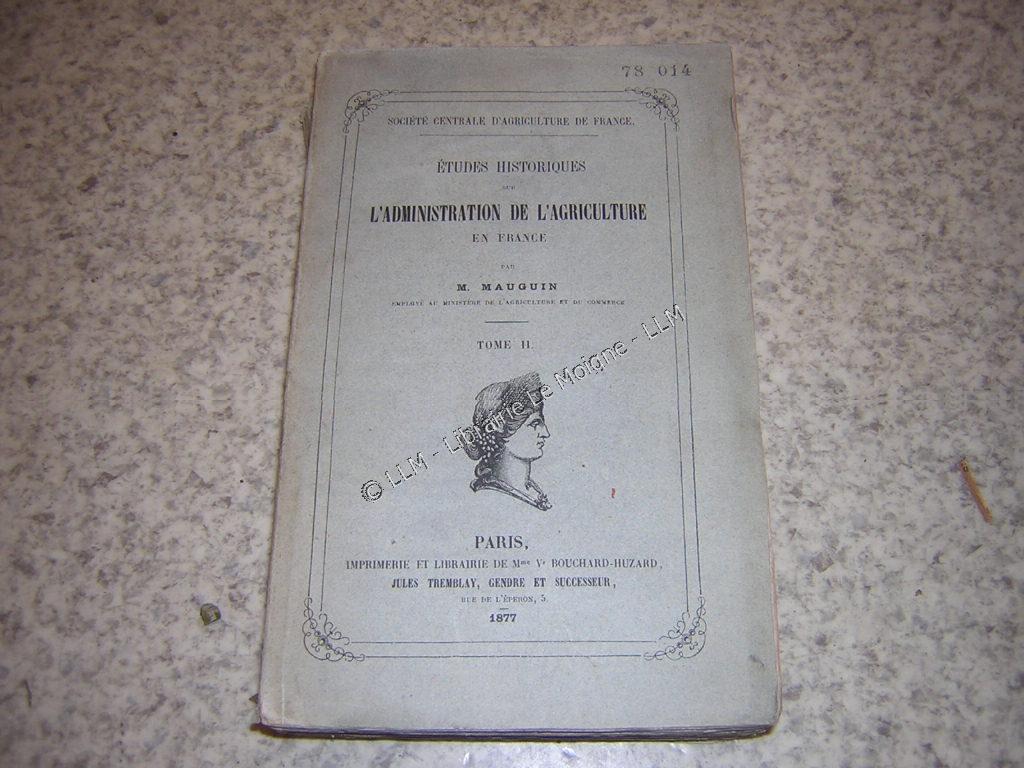 78 014
SOCIÉTÉ CENTRALE D'AGRICULTURE DE FRANCE.
ÉTUDES HISTORIQUES
SUR
L'ADMINISTRATION DE L'AGRICULTURE
EN FRANCE
PAR
M. MAUGUIN
EMPLOYÉ AU MINISTÈRE DE L'AGRICULTURE ET DU COMMERCE
TOME II.
© LLM - Librairie Le Moigne - LLM
PARIS,
IMPRIMERIE ET LIBRAIRIE DE Mme Ve BOUCHARD-HUZARD,
JULES TREMBLAY, GENDRE ET SUCCESSEUR,
RUE DE L'ÉPERON, 5.
1877